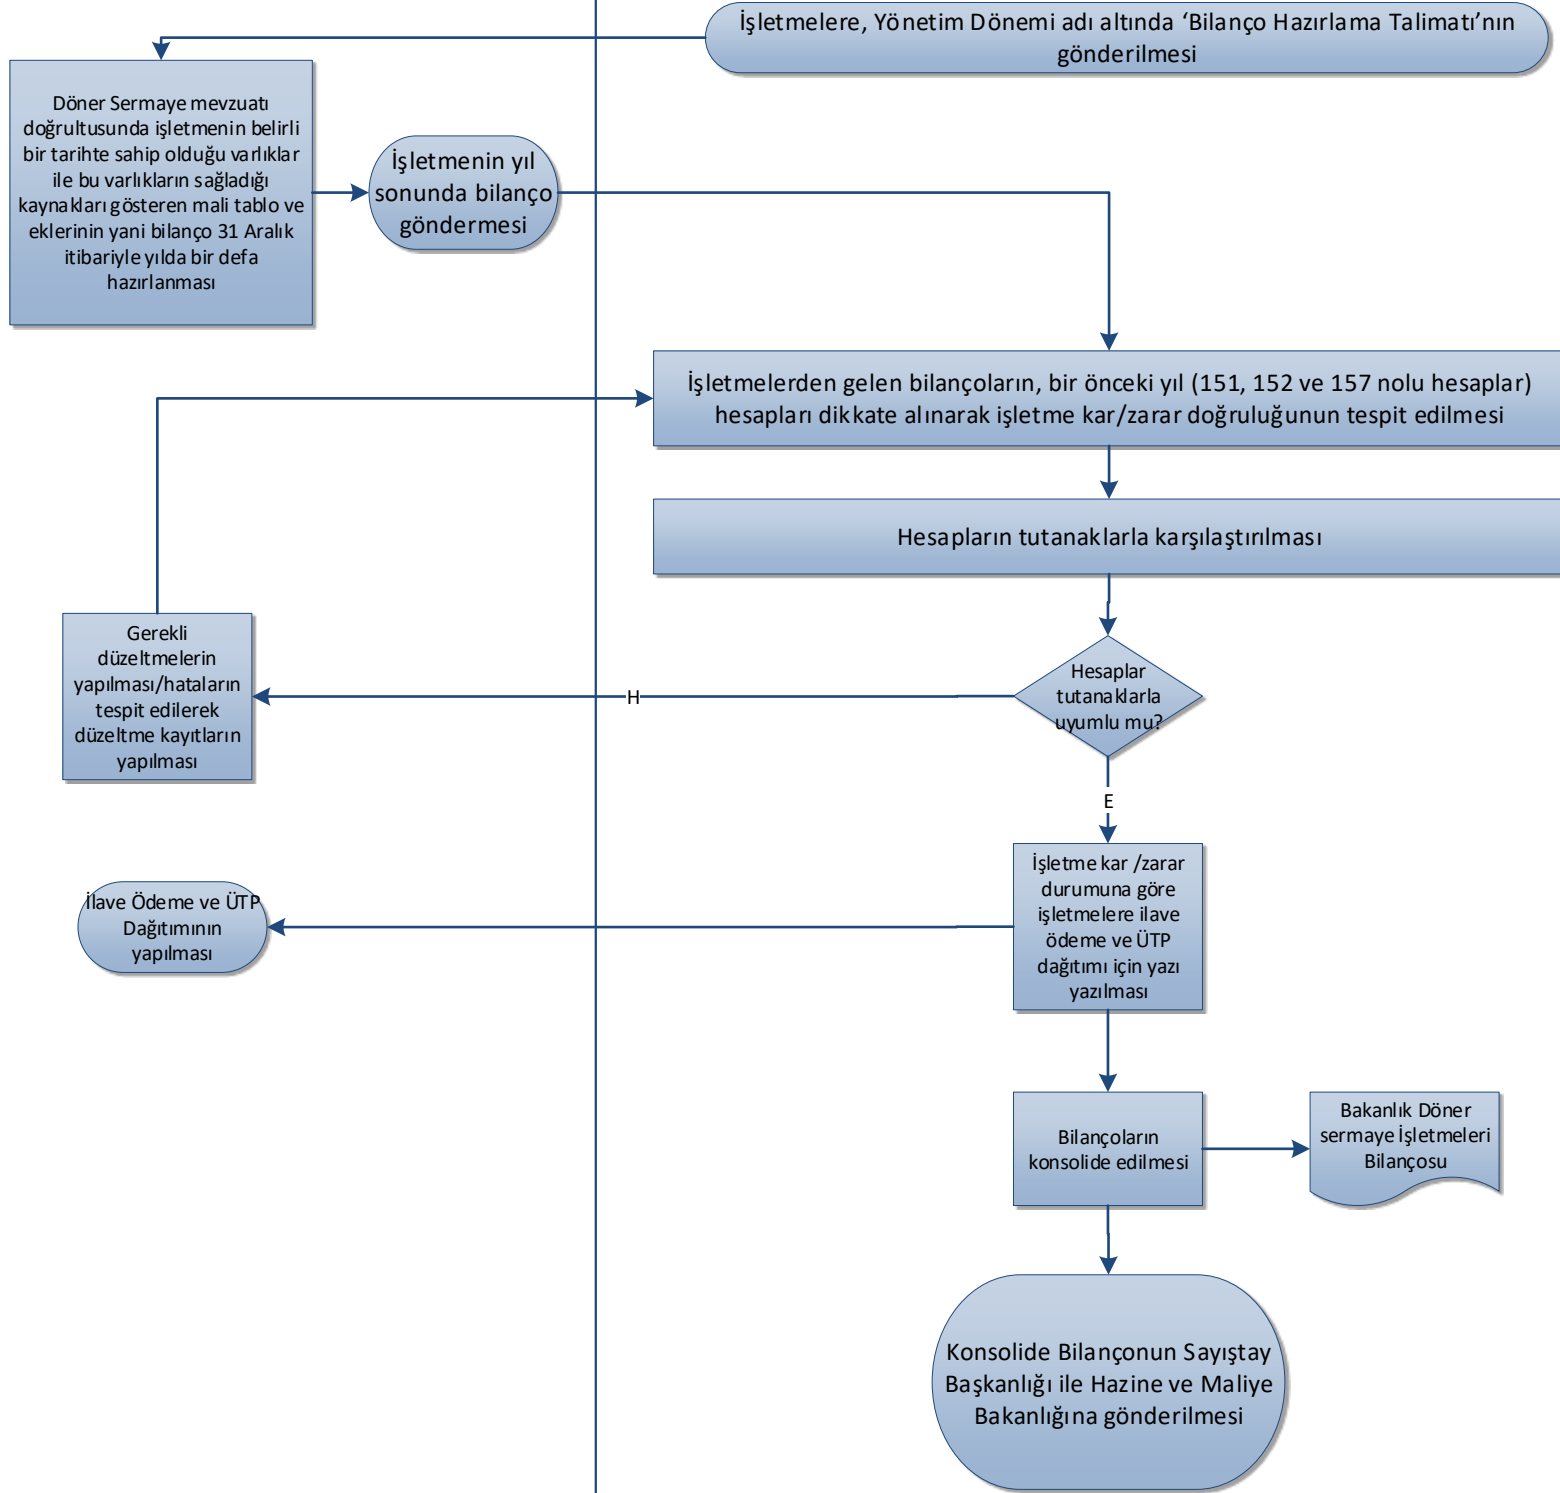 İşletmelere, Yönetim Dönemi adı altında ‘Bilanço Hazırlama Talimatı’nın
gönderilmesi
Döner Sermaye mevzuatı
doğrultusunda işletmenin belirli
bir tarihte sahip olduğu varlıklar
ile bu varlıkların sağladığı
kaynakları gösteren mali tablo ve
eklerinin yani bilanço 31 Aralık
itibariyle yılda bir defa
hazırlanması
İşletmenin yıl
sonunda bilanço
göndermesi
İşletmelerden gelen bilançoların, bir önceki yıl (151, 152 ve 157 nolu hesaplar)
hesapları dikkate alınarak işletme kar/zarar doğruluğunun tespit edilmesi
Hesapların tutanaklarla karşılaştırılması
Gerekli
düzeltmelerin
yapılması/hataların
tespit edilerek
düzeltme kayıtların
yapılması
H
Hesaplar
tutanaklarla
uyumlu mu?
E
İşletme kar /zarar
durumuna göre
işletmelere ilave
ödeme ve ÜTP
dağıtımı için yazı
yazılması
İlave Ödeme ve ÜTP
Dağıtımının
yapılması
Bilançoların
konsolide edilmesi
Bakanlık Döner
sermaye İşletmeleri
Bilançosu
Konsolide Bilançonun Sayıştay
Başkanlığı ile Hazine ve Maliye
Bakanlığına gönderilmesi